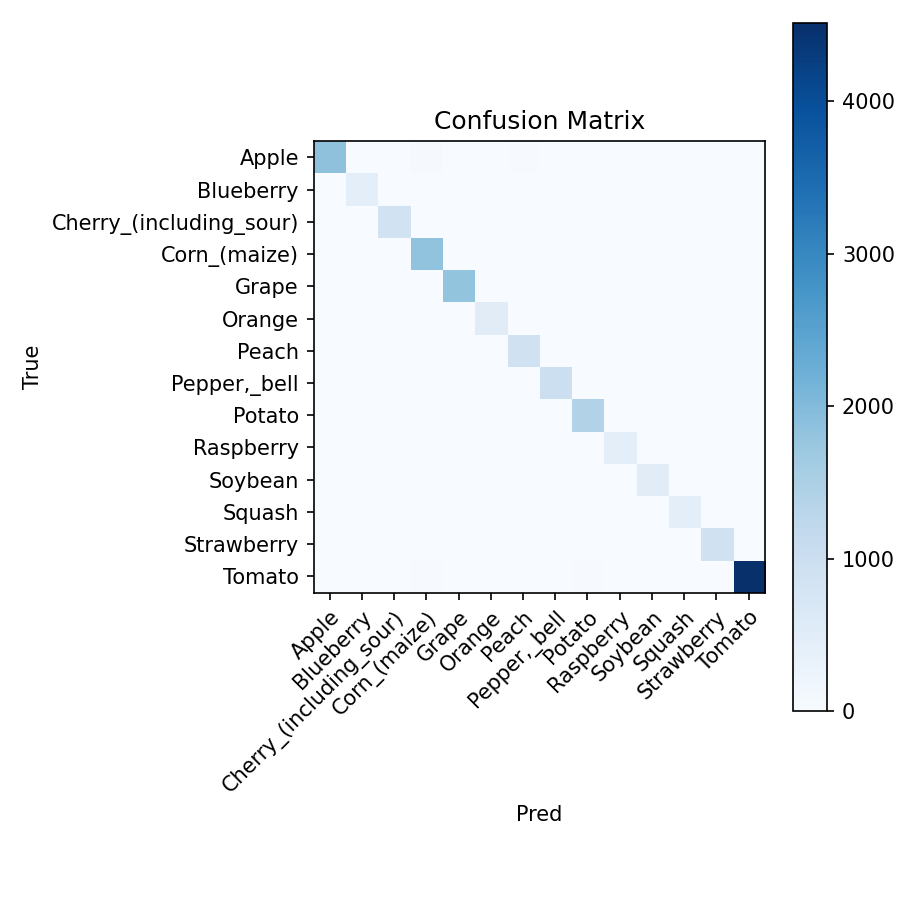 Confusion Matrix
True
Apple
Blueberry
Cherry_(including_sour)
Corn_(maize)
Grape
Orange
Peach
Pepper,_bell
Potato
Raspberry
Soybean
Squash
Strawberry
Tomato
Apple
Blueberry
Cherry_(including_sour)
Corn_(maize)
Grape
Orange
Peach
Pepper,_bell
Potato
Raspberry
Soybean
Squash
Strawberry
Tomato
Pred
4000
3000
2000
1000
0